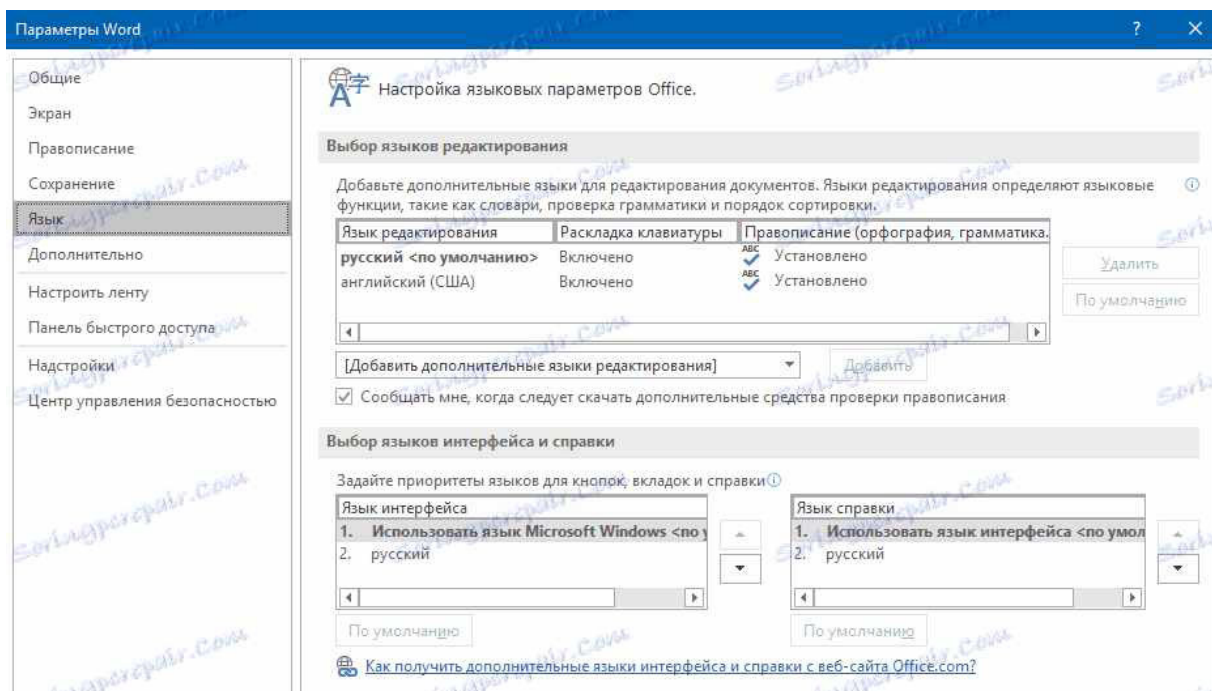 Параметры Word
?
Общие
Экран
Правописание
Сохранение
Язык
Дополнительно
Настроить ленту
Панель быстрого доступа
Надстройки
Центр управления безопасностью
Настройка языковых параметров Office.
Выбор языков редактирования
Добавьте дополнительные языки для редактирования документов. Языки редактирования определяют языковые
функции, такие как словари, проверка грамматики и порядок сортировки.
Язык редактирования Раскладка клавиатуры Правописание (орфография, грамматика.
русский <по умолчанию> Включено ABC Установлено
английский (США) Включено ABC Установлено
Удалить
По умолчанию
[Добавить дополнительные языки редактирования] Добавить
Сообщать мне, когда следует скачать дополнительные средства проверки правописания
Выбор языков интерфейса и справки
Задайте приоритеты языков для кнопок, вкладок и справки
Язык интерфейса
1. Использовать язык Microsoft Windows <по у
2. русский
По умолчанию
Язык справки
1. Использовать язык интерфейса <по умол
2. русский
По умолчанию
Как получить дополнительные языки интерфейса и справки с веб-сайта Office.com?